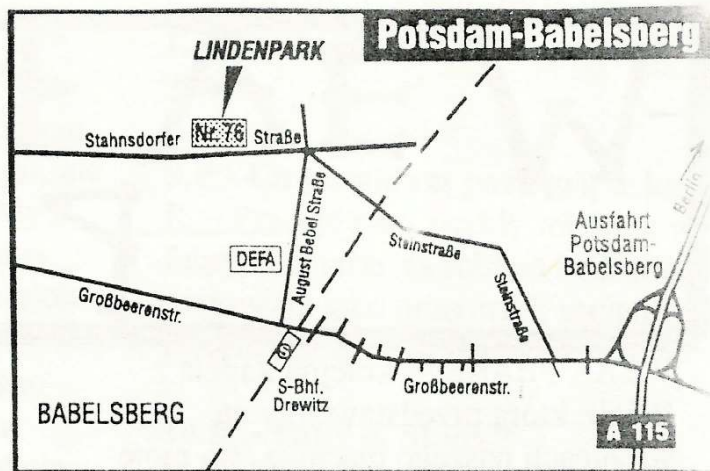 Potsdam-Babelsberg
LINDENPARK
Stahnsdorfer Nr. 76 Straße
August Bebel Straße
DEFA
Steinstraße
Steinstraße
Ausfahrt
Potsdam-
Babelsberg
Berlin
Großbeerenstr.
S-Bhf.
Drewitz
Großbeerenstr.
BABELSBERG
A 115